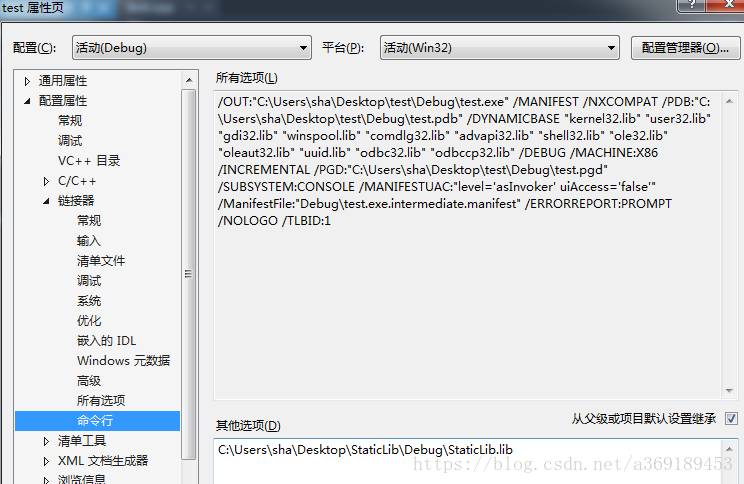 test 属性页
配置(C):
活动(Debug)
平台(P):
活动(Win32)
配置管理器(O)...
通用属性
配置属性
常规
调试
VC++ 目录
C/C++
链接器
常规
输入
清单文件
调试
系统
优化
嵌入的 IDL
Windows 元数据
高级
所有选项
命令行
清单工具
XML 文档生成器
浏览信息
所有选项(L)
/OUT:"C:\Users\sha\Desktop\test\Debug\test.exe" /MANIFEST /NXCOMPAT /PDB:"C:
\Users\sha\Desktop\test\Debug\test.pdb" /DYNAMICBASE "kernel32.lib" "user32.lib"
"gdi32.lib" "winspool.lib" "comdlg32.lib" "advapi32.lib" "shell32.lib" "ole32.lib"
"oleaut32.lib" "uuid.lib" "odbc32.lib" "odbccp32.lib" /DEBUG /MACHINE:X86
/INCREMENTAL /PGD:"C:\Users\sha\Desktop\test\Debug\test.pgd"
/SUBSYSTEM:CONSOLE /MANIFESTUAC:"level='asInvoker' uiAccess='false'"
/ManifestFile:"Debug\test.exe.intermediate.manifest" /ERRORREPORT:PROMPT
/NOLOGO /TLBID:1
从父级或项目默认设置继承
其他选项(D)
C:\Users\sha\Desktop\StaticLib\Debug\StaticLib.lib
https://blog.csdn.net/a369189453